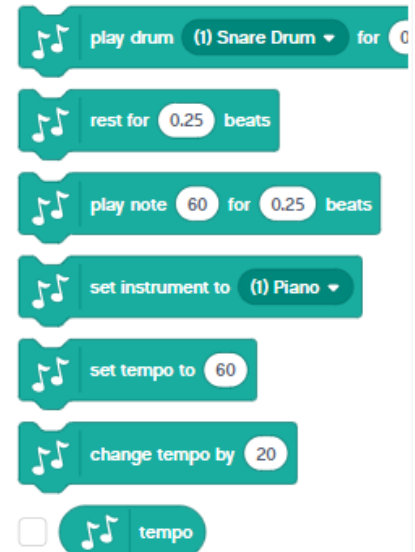 play drum (1) Snare Drum for 0
rest for 0.25 beats
play note 60 for 0.25 beats
set instrument to (1) Piano
set tempo to 60
change tempo by 20
tempo